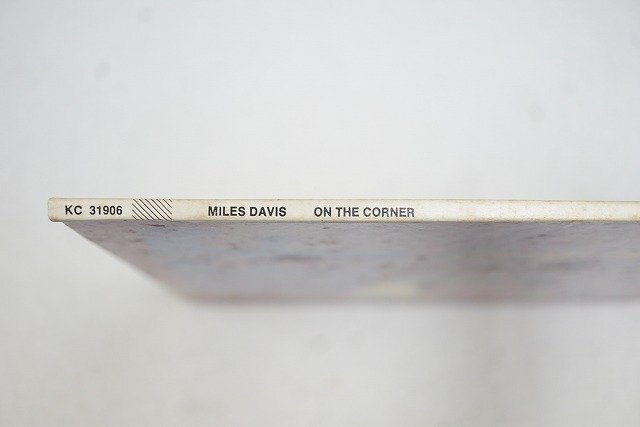 KC 31906 MILES DAVIS ON THE CORNER